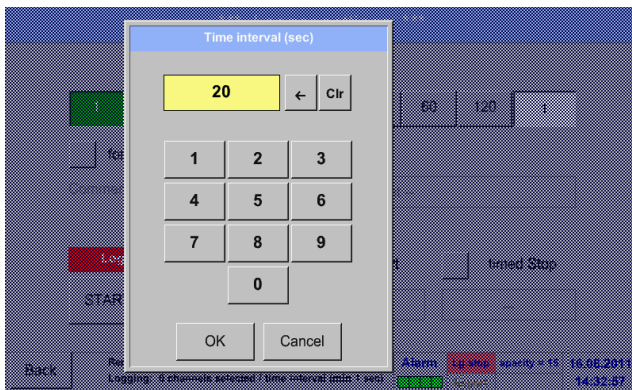 Time interval (sec)
20
← Clr
1 60 120 1
1 2 3
4 5 6
7 8 9
0
timed Stop
OK Cancel
Back
Alarm 16.06.2011
Logging: 6 channels selected / time interval (min 1 sec)
14:32:57